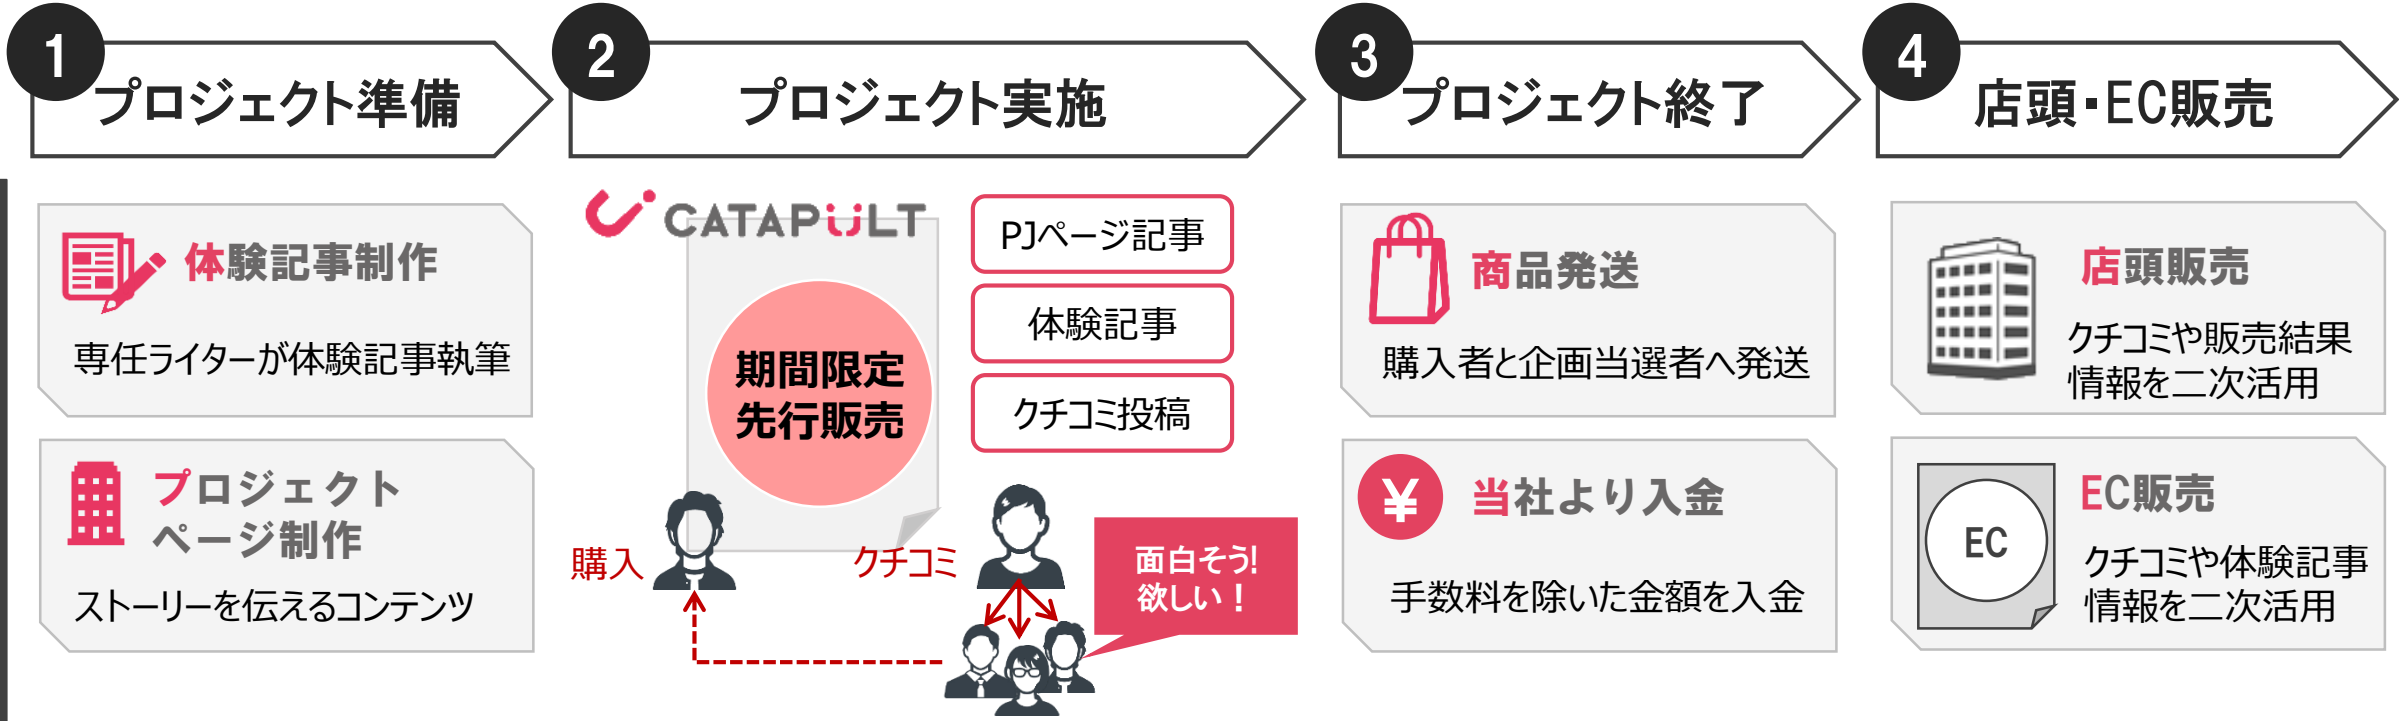 1
プロジェクト準備
体験記事制作
専任ライターが体験記事執筆
プロジェクト
ページ制作
ストーリーを伝えるコンテンツ
2
プロジェクト実施
CATAPULT
期間限定
先行販売
PJページ記事
体験記事
クチコミ投稿
購入
クチコミ
面白そう!
欲しい！
3
プロジェクト終了
商品発送
購入者と企画当選者へ発送
¥
当社より入金
手数料を除いた金額を入金
4
店頭・EC販売
店頭販売
クチコミや販売結果
情報を二次活用
EC
EC販売
クチコミや体験記事
情報を二次活用